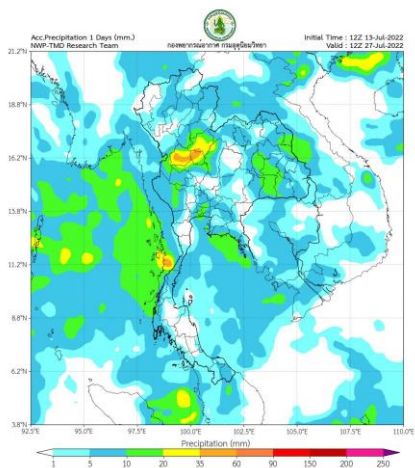 Acc.Precipitation 1 Days (mm.)
NWP-TMD Research Team
กองพยากรณ์อากาศ กรมอุตุนิยมวิทยา
Initial Time : 12Z 13-Jul-2022
Valid : 12Z 27-Jul-2022
21.2°N
18.8°N
16.2°N
13.8°N
11.2°N
8.8°N
6.2°N
3.8°N
92.5°E 95.0°E 97.5°E 100.0°E 102.5°E 105.0°E 107.5°E 110.0°E
Precipitation (mm)
1 5 10 20 35 60 90 150 200 250